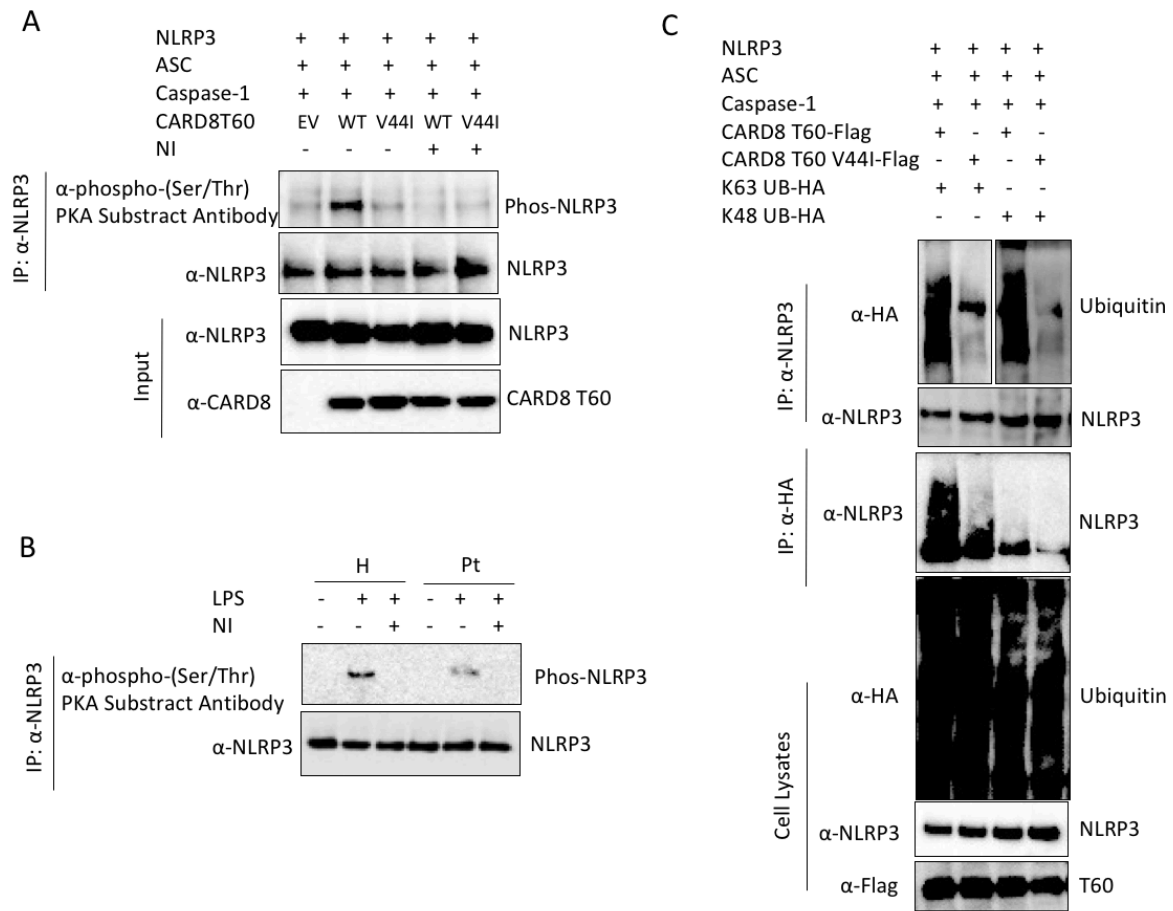 A
NLRP3 + + + + +
ASC + + + + +
Caspase-1 + + + + +
CARD8T60 EV WT V44I WT V44I
NI - - - + +
IP: α-NLRP3
α-phospho-(Ser/Thr)
PKA Substract Antibody
Phos-NLRP3
α-NLRP3 NLRP3
Input
α-NLRP3 NLRP3
α-CARD8 CARD8 T60
B
H Pt
LPS - + + - + +
NI - - + - - +
IP: α-NLRP3
α-phospho-(Ser/Thr)
PKA Substract Antibody
Phos-NLRP3
α-NLRP3 NLRP3
C
NLRP3 + + + +
ASC + + + +
Caspase-1 + + + +
CARD8 T60-Flag + - + -
CARD8 T60 V44I-Flag - + - +
K63 UB-HA + + - -
K48 UB-HA - - + +
IP: α-NLRP3
α-HA Ubiquitin
α-NLRP3 NLRP3
IP: α-HA
α-NLRP3 NLRP3
Cell Lysates
α-HA Ubiquitin
α-NLRP3 NLRP3
α-Flag T60